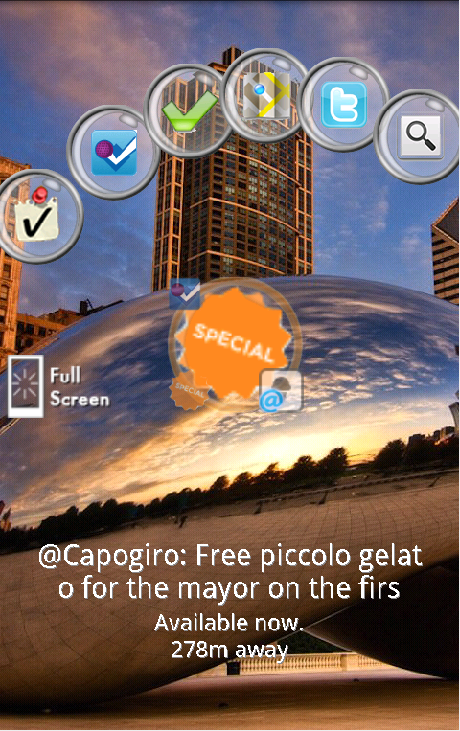 SPECIAL
SPECIAL
Full
Screen
@Capogiro: Free piccolo gelat
o for the mayor on the firs
Available now.
278m away